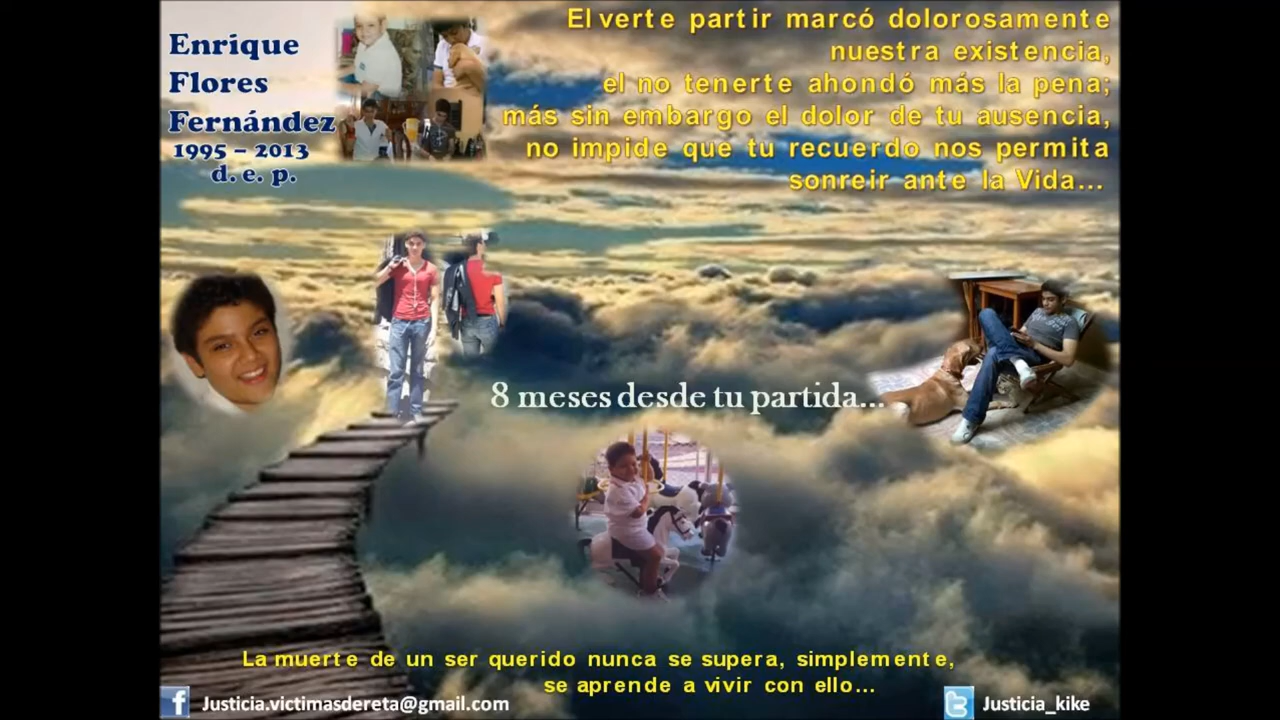 Enrique
Flores
Fernández
1995 – 2013
d. e. p.
El verte partir marcó dolorosamente
nuestra existencia,
el no tenerte ahondó más la pena;
más sin embargo el dolor de tu ausencia,
no impide que tu recuerdo nos permita
sonreir ante la Vida...
8 meses desde tu partida...
La muerte de un ser querido nunca se supera, simplemente,
se aprende a vivir con ello...
f Justicia.victimasdereta@gmail.com
t Justicia_kike